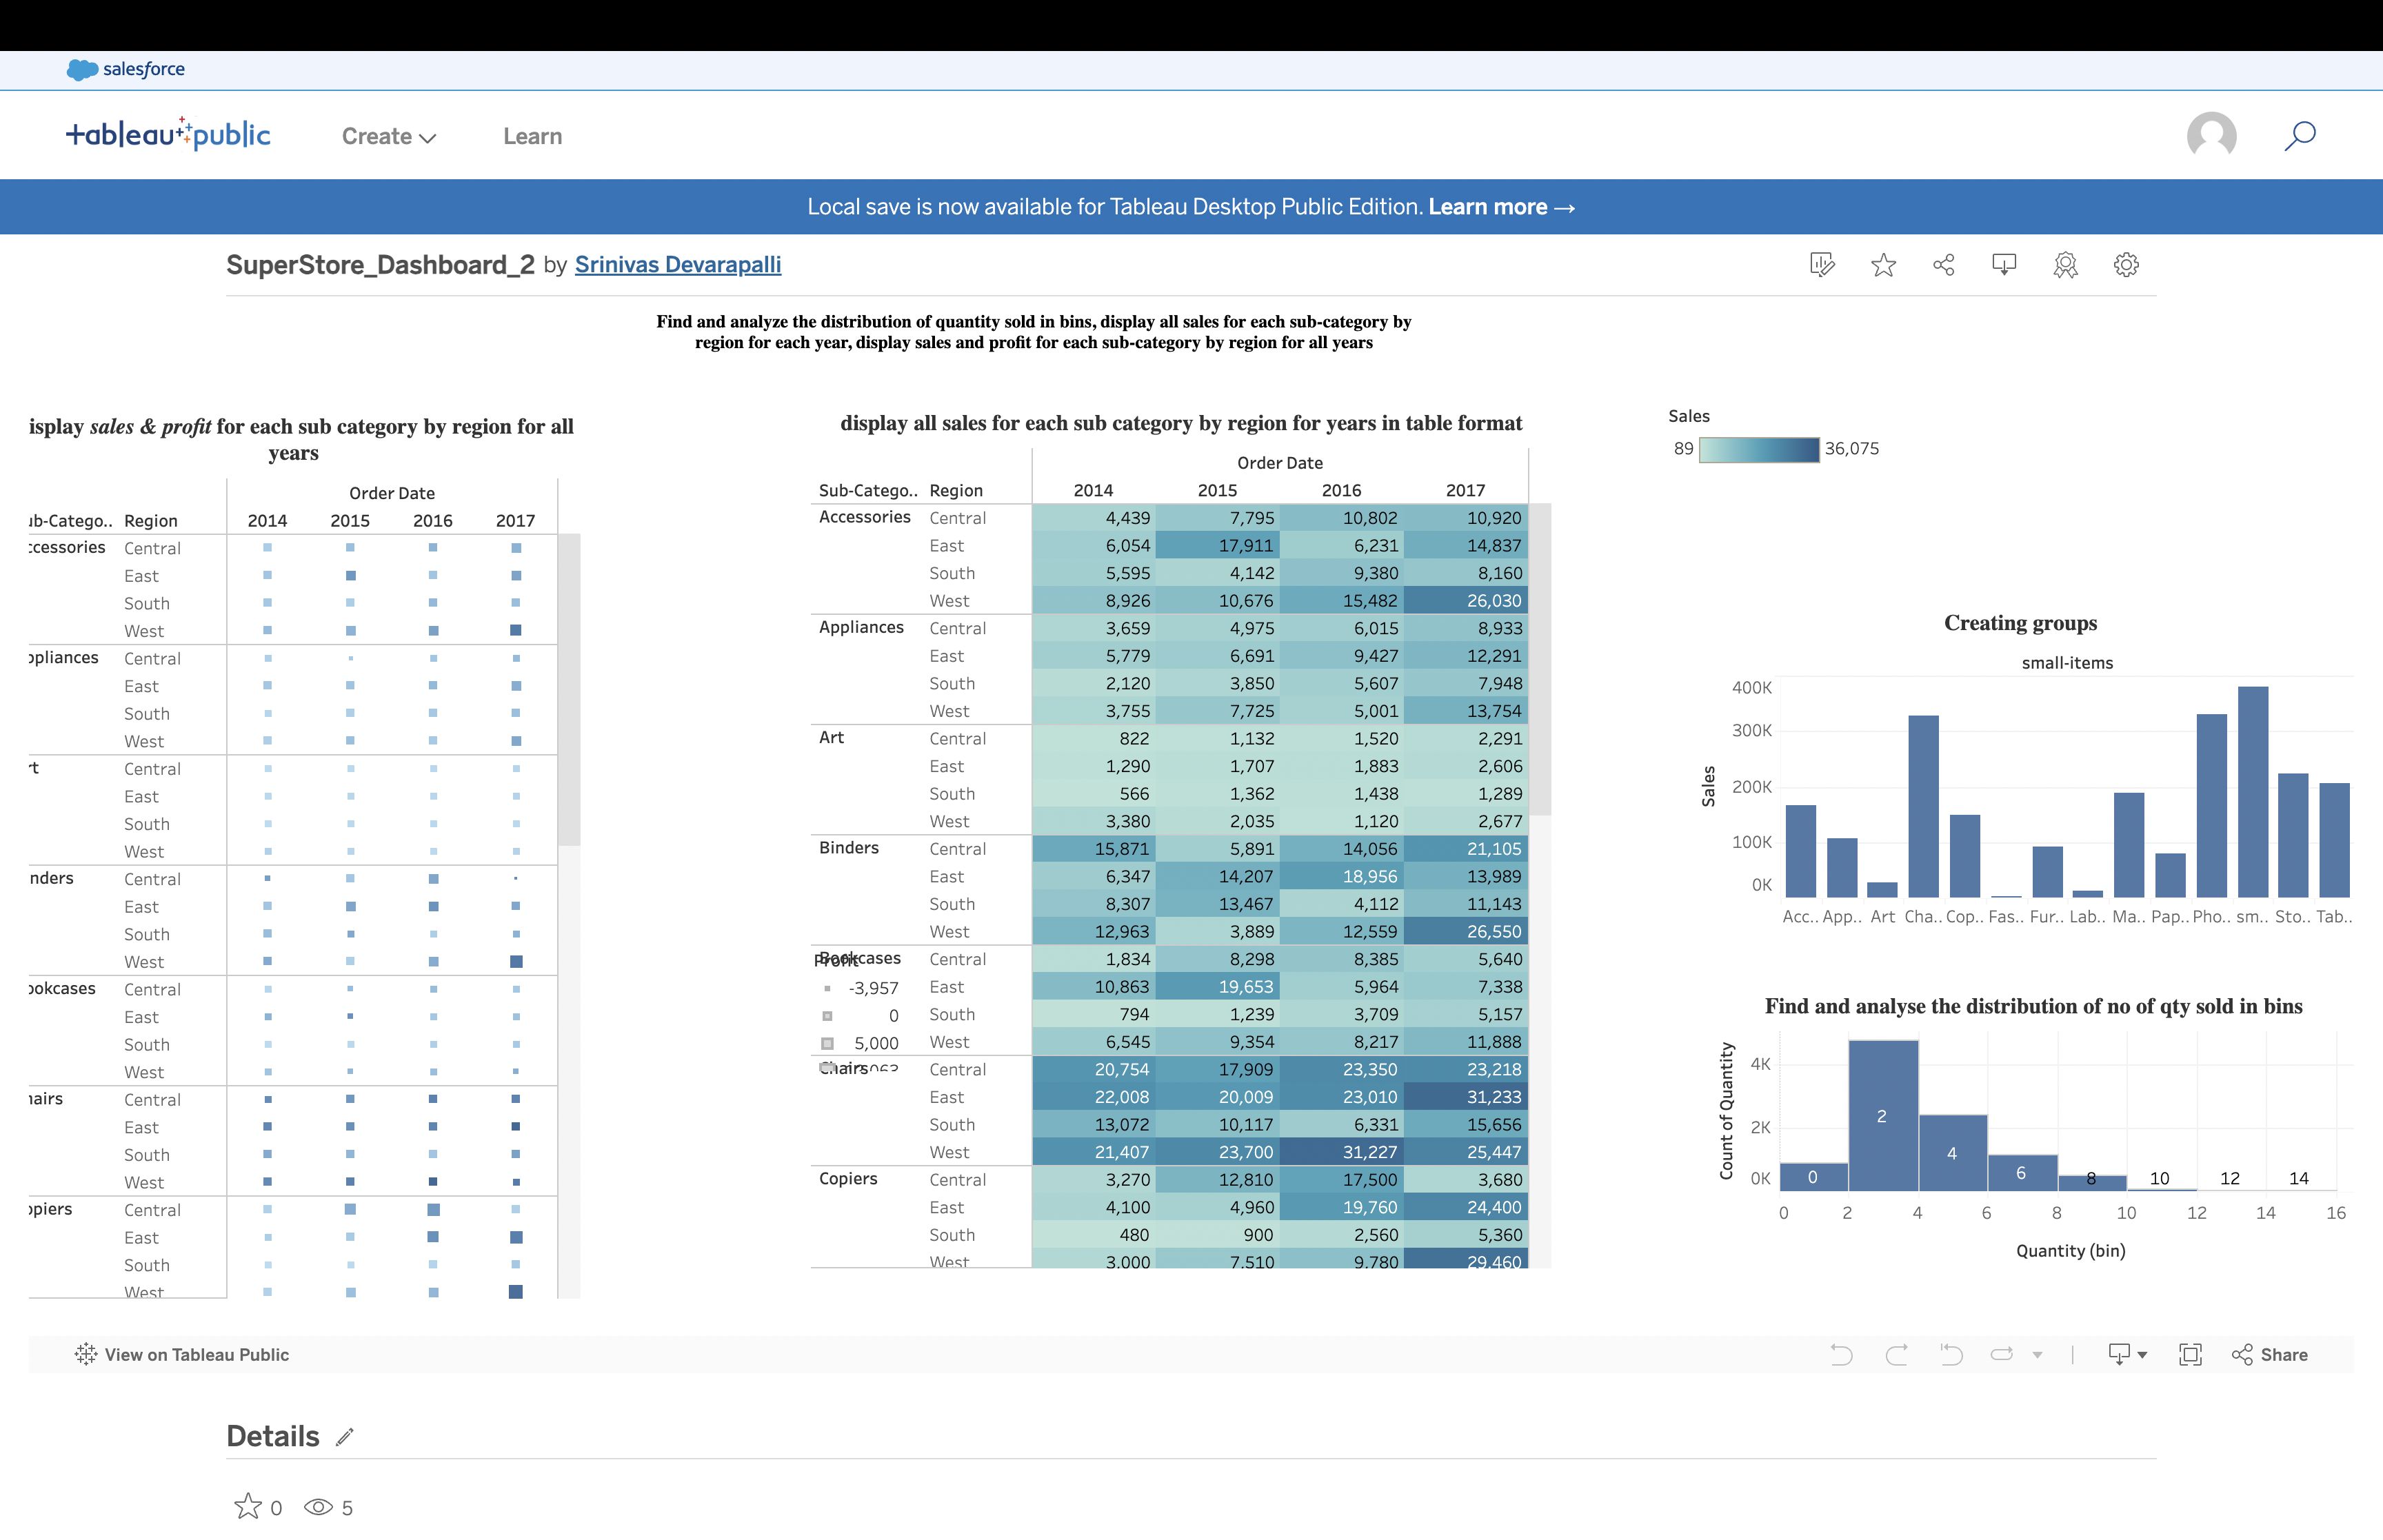 salesforce
tableau public
Create
Learn
Local save is now available for Tableau Desktop Public Edition. Learn more →
SuperStore_Dashboard_2 by Srinivas Devarapalli
Find and analyze the distribution of quantity sold in bins, display all sales for each sub-category by
region for each year, display sales and profit for each sub-category by region for all years
isplay sales & profit for each sub category by region for all
years
Order Date
ub-Catego.. Region 2014 2015 2016 2017
ccessories Central
East
South
West
ppliances Central
East
South
West
rt Central
East
South
West
nders Central
East
South
West
ookcases Central
East
South
West
hairs Central
East
South
West
opiers Central
East
South
West
display all sales for each sub category by region for years in table format
Order Date
Sub-Catego.. Region 2014 2015 2016 2017
Accessories Central 4,439 7,795 10,802 10,920
East 6,054 17,911 6,231 14,837
South 5,595 4,142 9,380 8,160
West 8,926 10,676 15,482 26,030
Appliances Central 3,659 4,975 6,015 8,933
East 5,779 6,691 9,427 12,291
South 2,120 3,850 5,607 7,948
West 3,755 7,725 5,001 13,754
Art Central 822 1,132 1,520 2,291
East 1,290 1,707 1,883 2,606
South 566 1,362 1,438 1,289
West 3,380 2,035 1,120 2,677
Binders Central 15,871 5,891 14,056 21,105
East 6,347 14,207 18,956 13,989
South 8,307 13,467 4,112 11,143
West 12,963 3,889 12,559 26,550
Bookcases Central 1,834 8,298 8,385 5,640
East 10,863 19,653 5,964 7,338
South 794 1,239 3,709 5,157
West 6,545 9,354 8,217 11,888
Chairs Central 20,754 17,909 23,350 23,218
East 22,008 20,009 23,010 31,233
South 13,072 10,117 6,331 15,656
West 21,407 23,700 31,227 25,447
Copiers Central 3,270 12,810 17,500 3,680
East 4,100 4,960 19,760 24,400
South 480 900 2,560 5,360
West 3,000 7,510 9,780 29,460
Profit
-3,957
0
5,000
Sales
89 36,075
Creating groups
small-items
Sales
400K
300K
200K
100K
0K
Acc.. App.. Art Cha.. Cop.. Fas.. Fur.. Lab.. Ma.. Pap.. Pho.. sm.. Sto.. Tab..
Find and analyse the distribution of no of qty sold in bins
Count of Quantity
4K
2K
0K
0 2 4 6 8 10 12 14
0 2 4 6 8 10 12 14 16
Quantity (bin)
View on Tableau Public
Share
Details
0 5